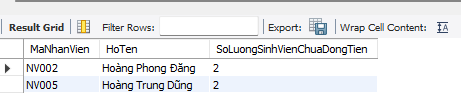 Result Grid Filter Rows: Export: Wrap Cell Content:
MaNhanVien HoTen SoLuongSinhVienChuaDongTien
NV002 Hoàng Phong Đăng 2
NV005 Hoàng Trung Dũng 2